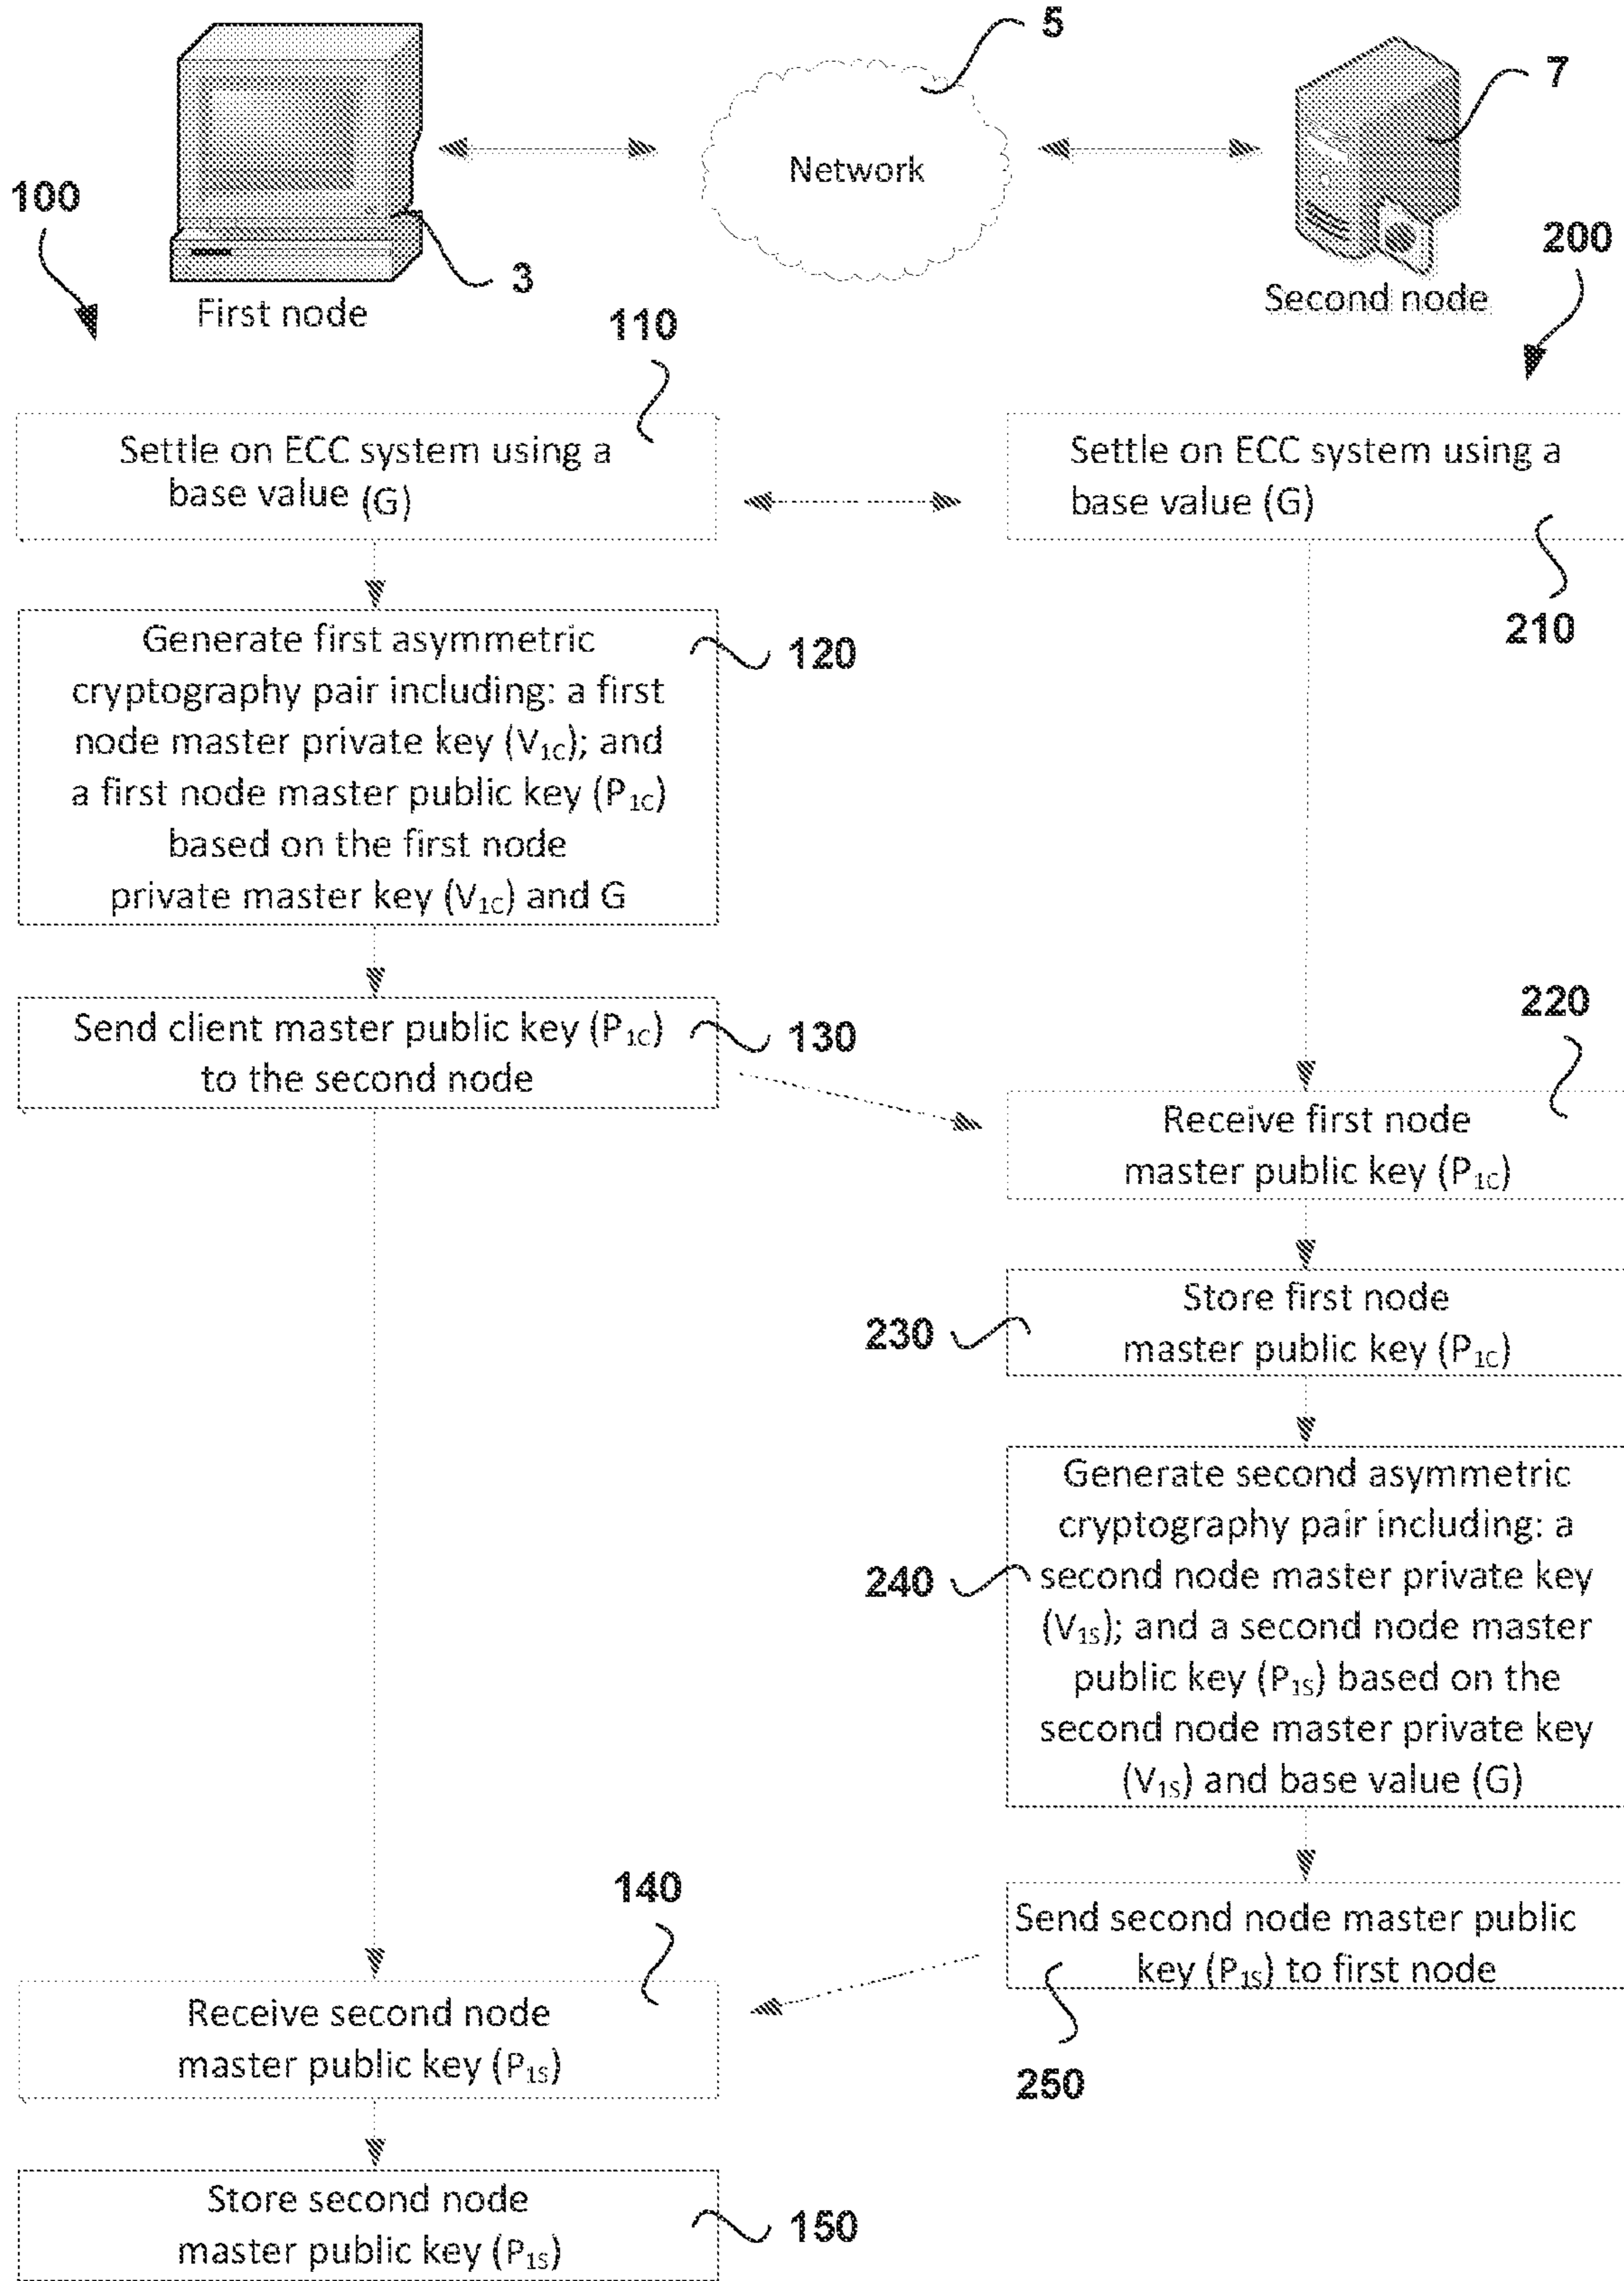 5
7
Network
100
200
3
First node
Second node
110
Settle on ECC system using a
base value (G)
Settle on ECC system using a
base value (G)
210
Generate first asymmetric
cryptography pair including: a first
node master private key (V1C); and
a first node master public key (P1C)
based on the first node
private master key (V1C) and G
120
Send client master public key (P1C)
to the second node
130
220
Receive first node
master public key (P1C)
Store first node
master public key (P1C)
230
Generate second asymmetric
cryptography pair including: a
second node master private key
(V1S); and a second node master
public key (P1S) based on the
second node master private key
(V1S) and base value (G)
240
140
Send second node master public
key (P1S) to first node
250
Receive second node
master public key (P1S)
Store second node
master public key (P1S)
150